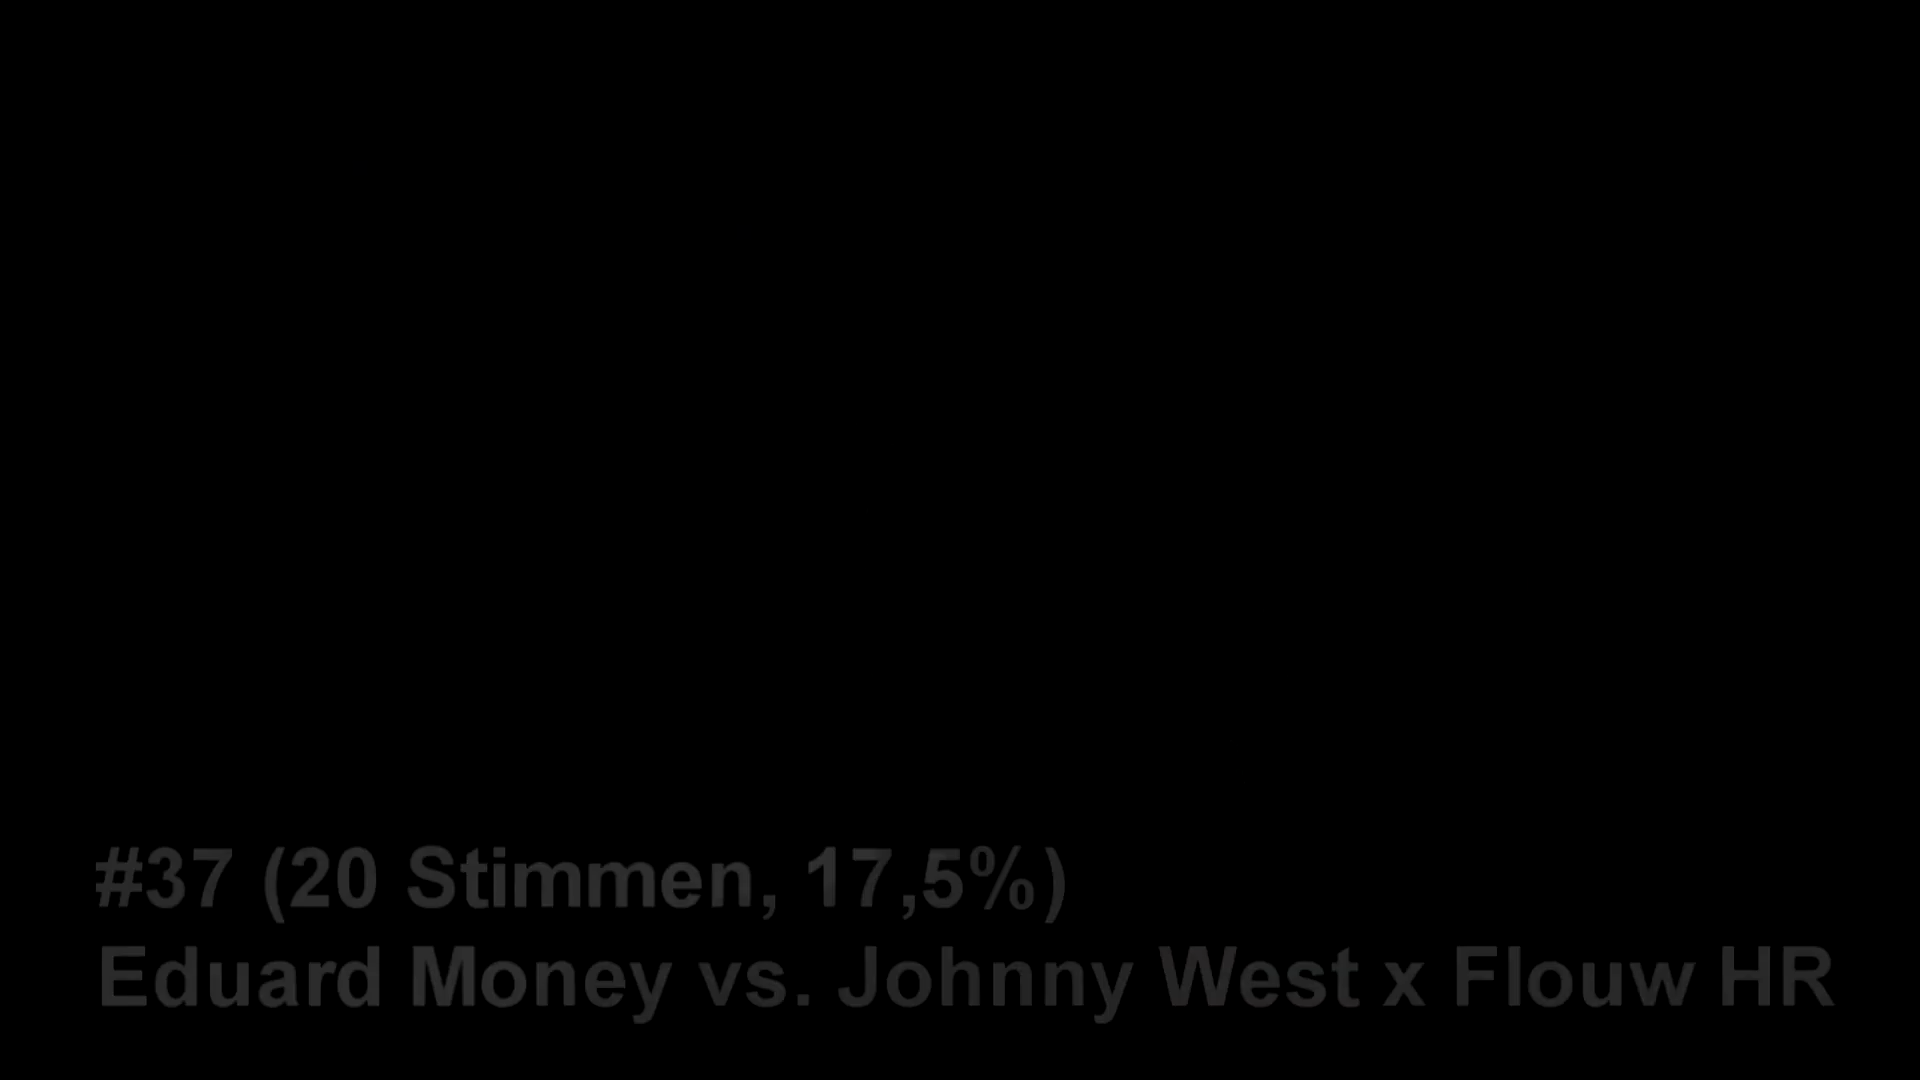 #37 (20 Stimmen, 17,5%)
Eduard Money vs. Johnny West x Flouw HR